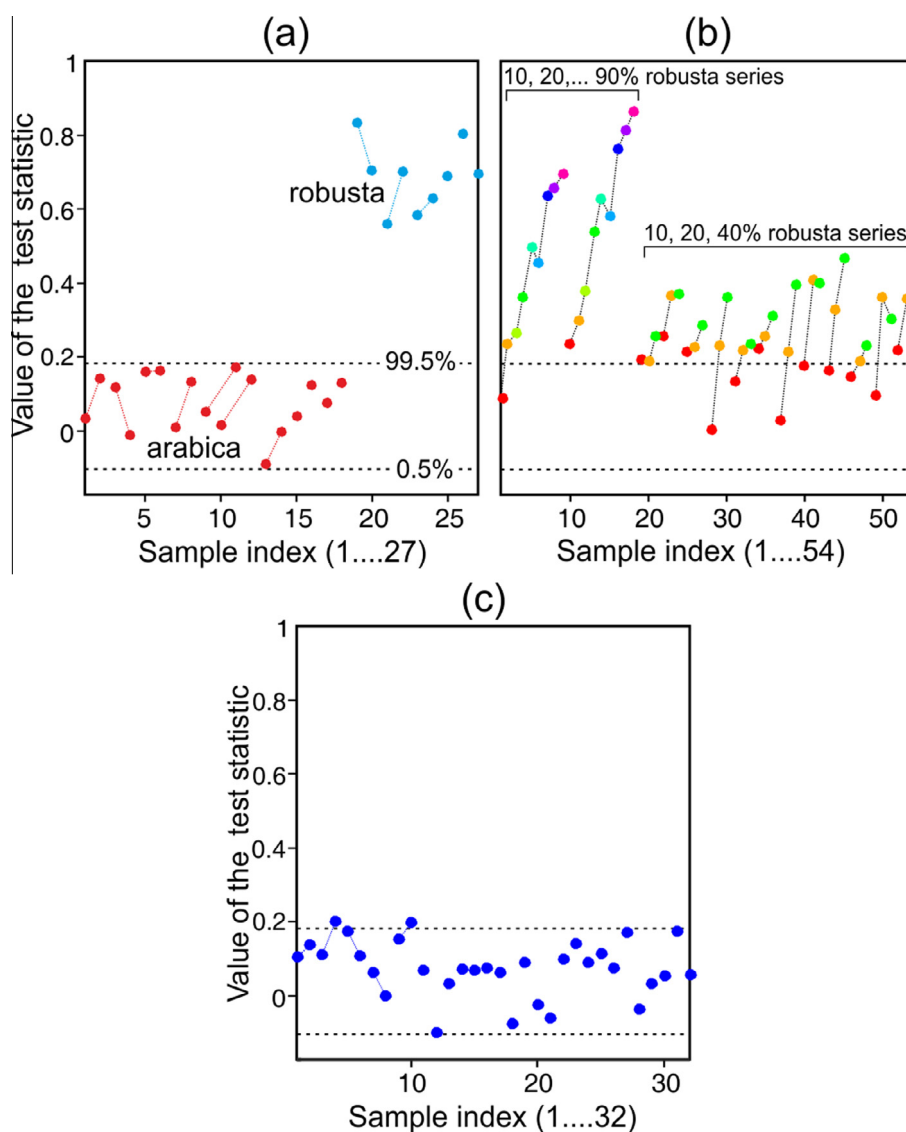 (a)
(b)
1
0.8
0.6
0.4
0.2
0
Value of the test statistic
robusta
arabica
99.5%
0.5%
5
10
15
20
25
Sample index (1....27)
10, 20,... 90% robusta series
10, 20, 40% robusta series
10
20
30
40
50
Sample index (1....54)
(c)
1
0.8
0.6
0.4
0.2
0
Value of the test statistic
10
20
30
Sample index (1....32)